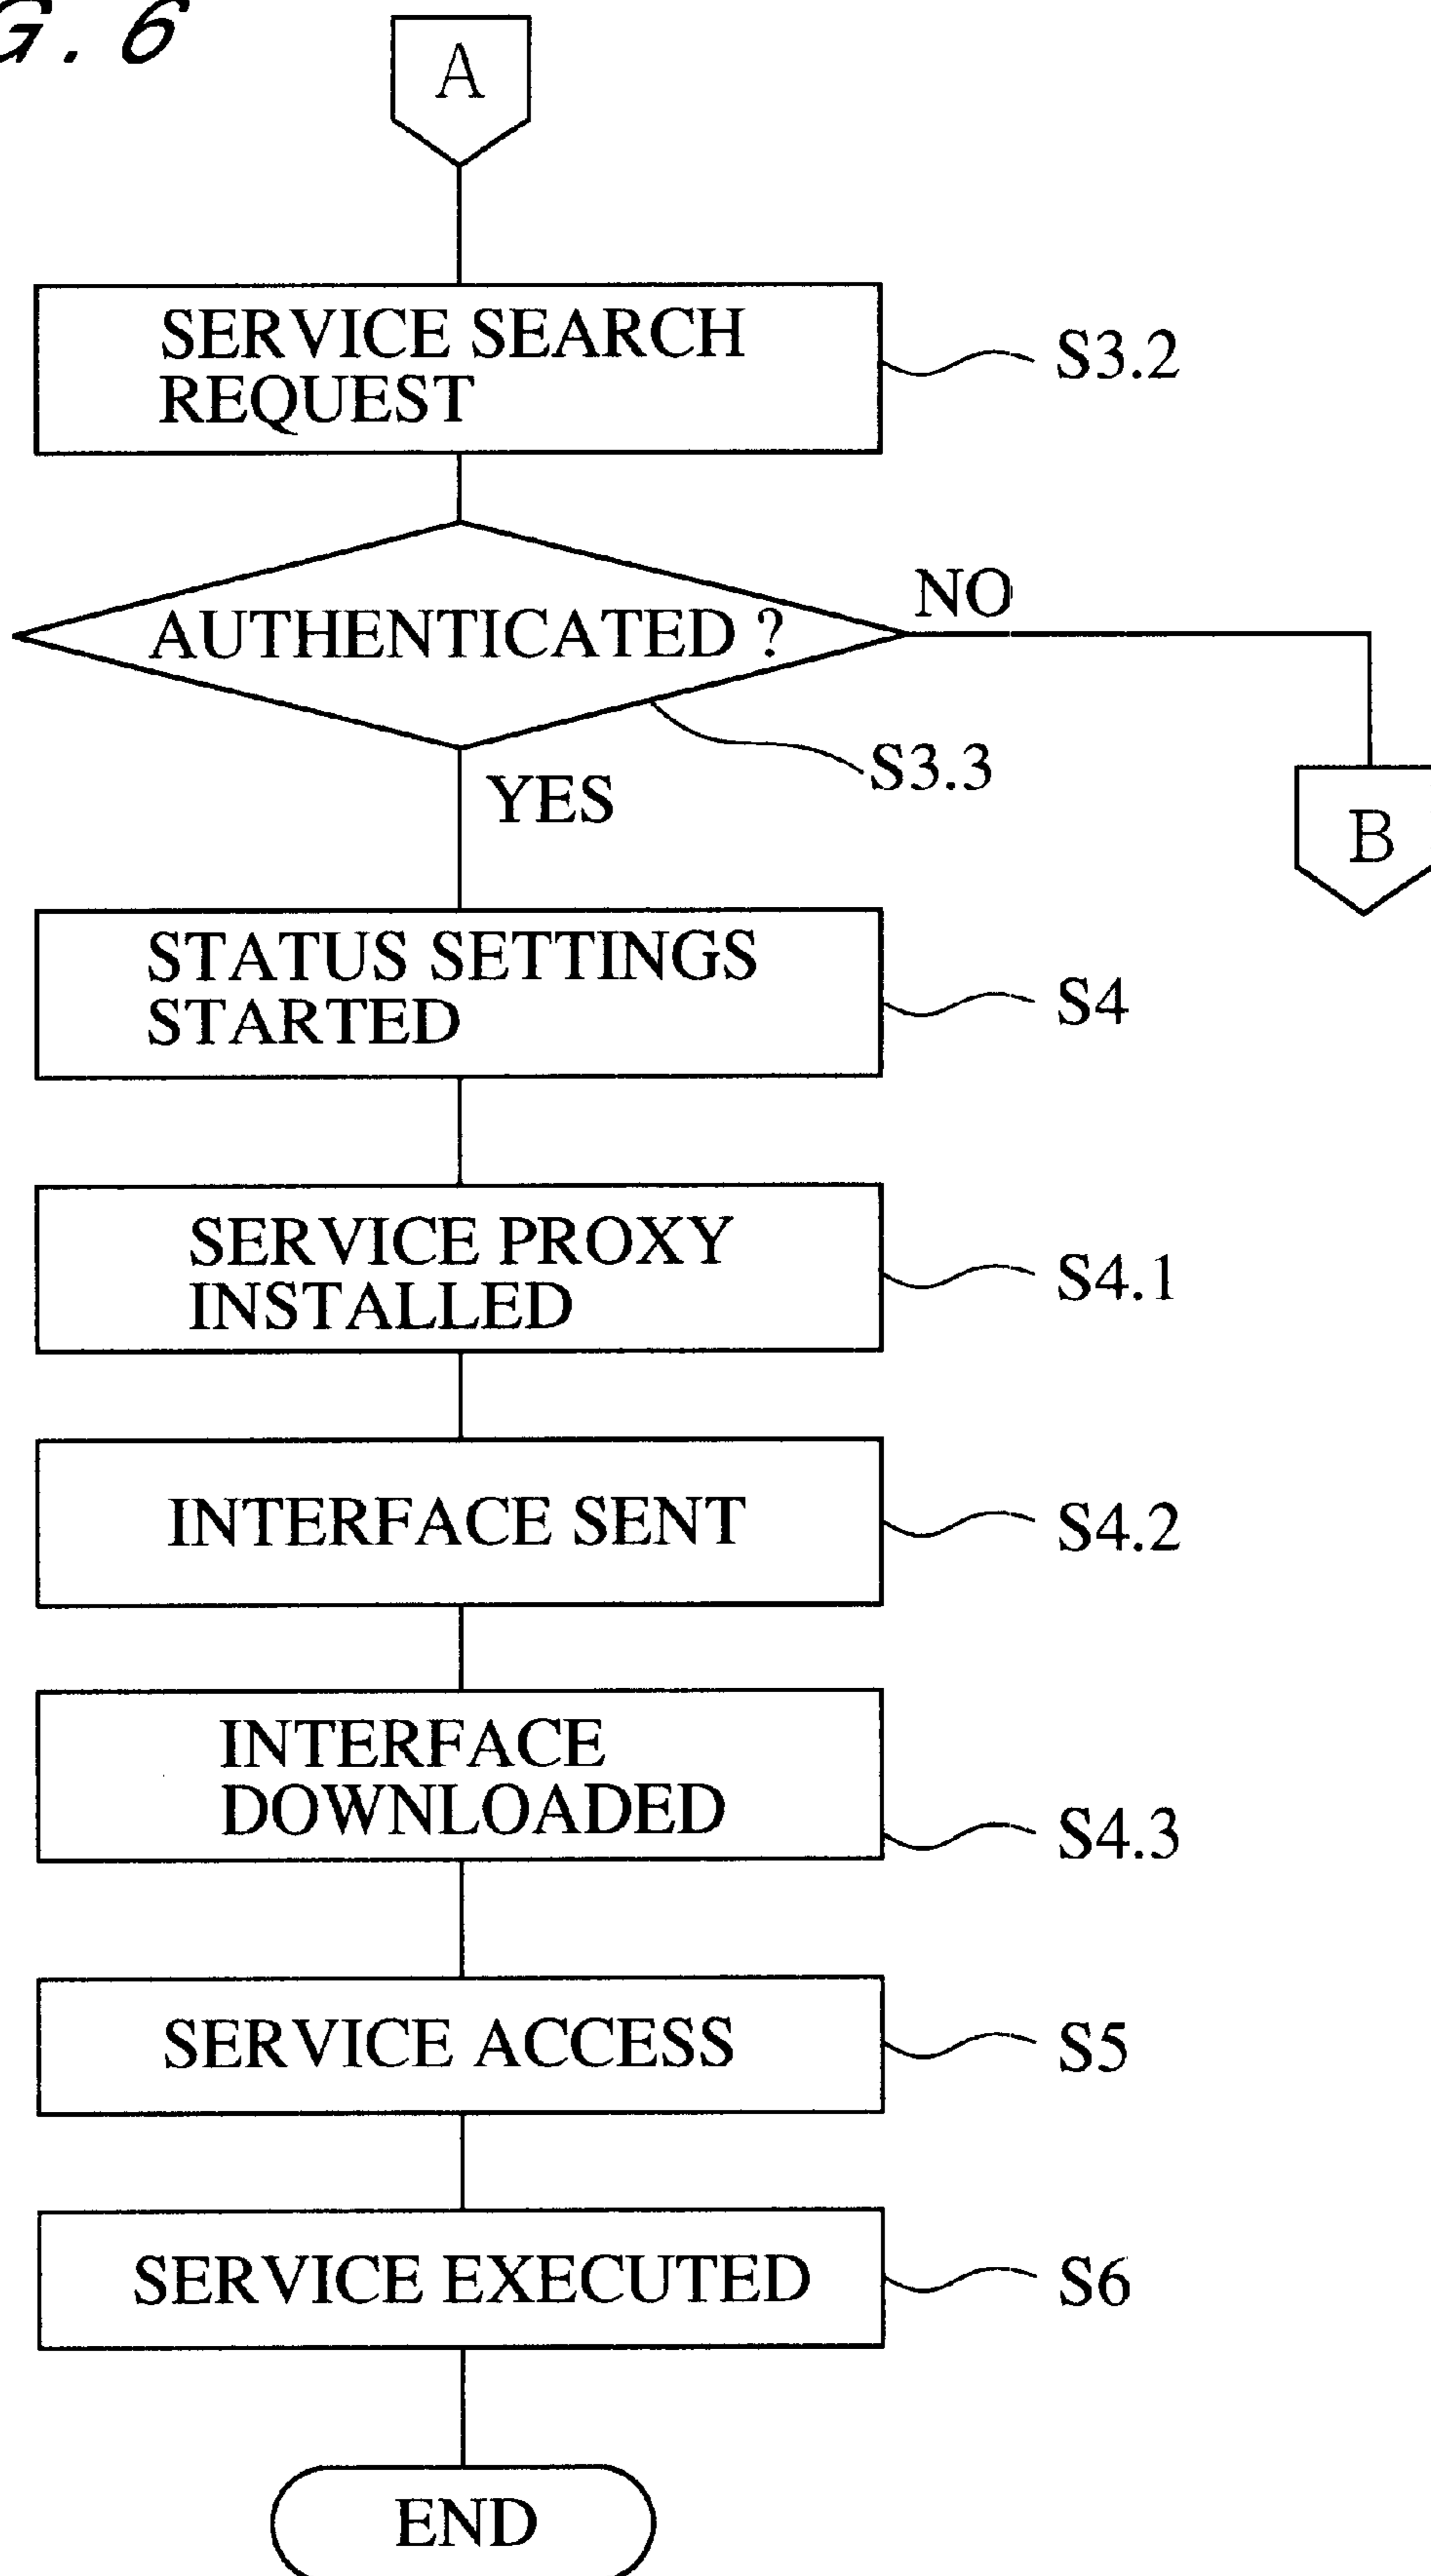 G. 6
A
SERVICE SEARCH
REQUEST
S3.2
AUTHENTICATED ?
NO
S3.3
YES
B
STATUS SETTINGS
STARTED
S4
SERVICE PROXY
INSTALLED
S4.1
INTERFACE SENT
S4.2
INTERFACE
DOWNLOADED
S4.3
SERVICE ACCESS
S5
SERVICE EXECUTED
S6
END